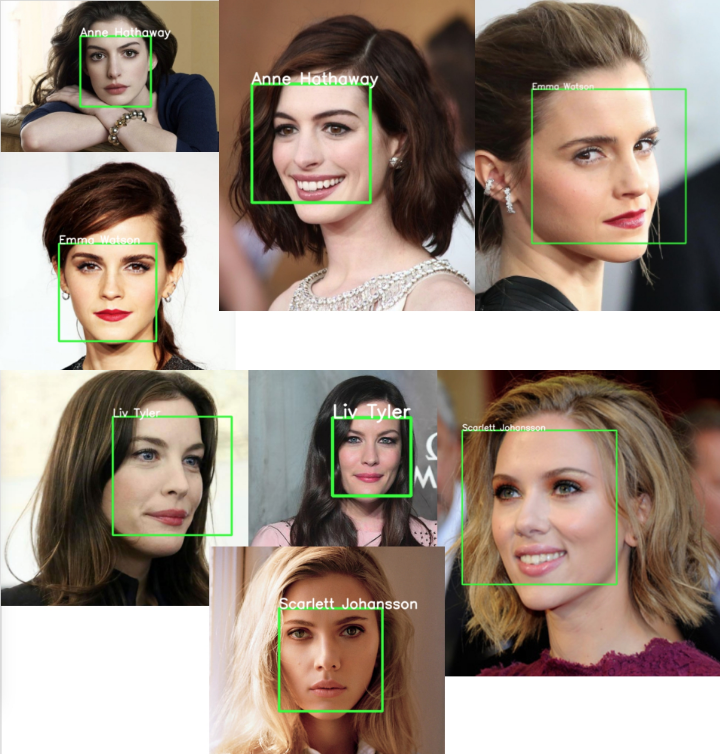 Anne Hathaway
Anne Hathaway
Emma Watson
Emma Watson
Liv Tyler
Liv Tyler
Scarlett Johansson
Scarlett Johansson